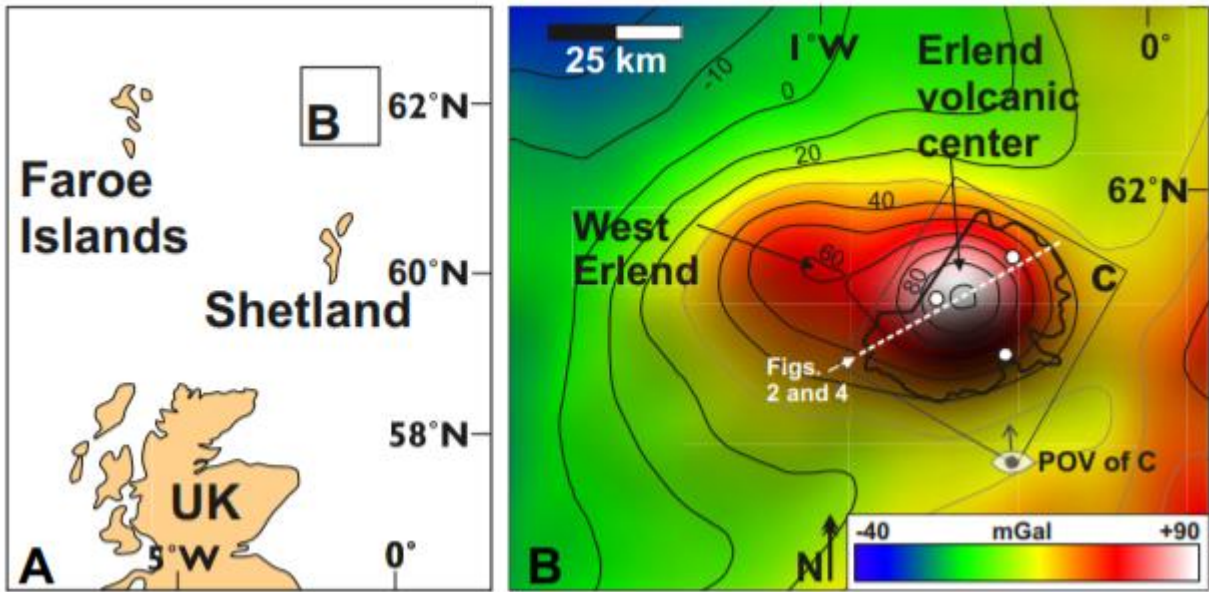 B
62°N
Faroe
Islands
60°N
Shetland
58°N
UK
5°W
0°
A
25 km
1°W
0°
-10
0
20
40
60
80
Erlend
volcanic
center
62°N
West
Erlend
C
Figs.
2 and 4
POV of C
-40 mGal +90
N
B